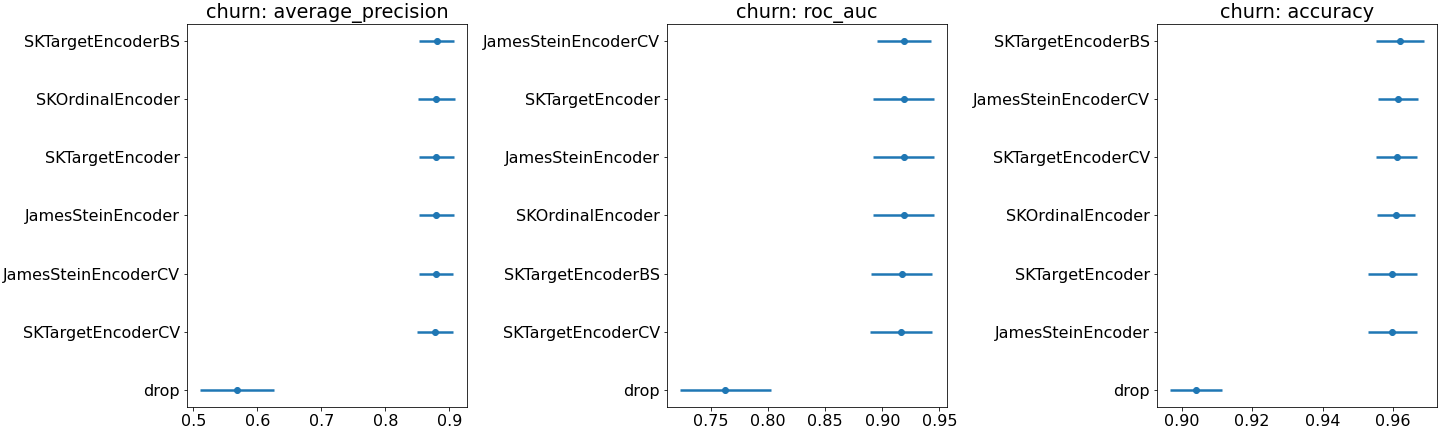 churn: average_precision
SKTargetEncoderBS
SKOrdinalEncoder
SKTargetEncoder
JamesSteinEncoder
JamesSteinEncoderCV
SKTargetEncoderCV
drop
0.5 0.6 0.7 0.8 0.9
churn: roc_auc
JamesSteinEncoderCV
SKTargetEncoder
JamesSteinEncoder
SKOrdinalEncoder
SKTargetEncoderBS
SKTargetEncoderCV
drop
0.75 0.80 0.85 0.90 0.95
churn: accuracy
SKTargetEncoderBS
JamesSteinEncoderCV
SKTargetEncoderCV
SKOrdinalEncoder
SKTargetEncoder
JamesSteinEncoder
drop
0.90 0.92 0.94 0.96